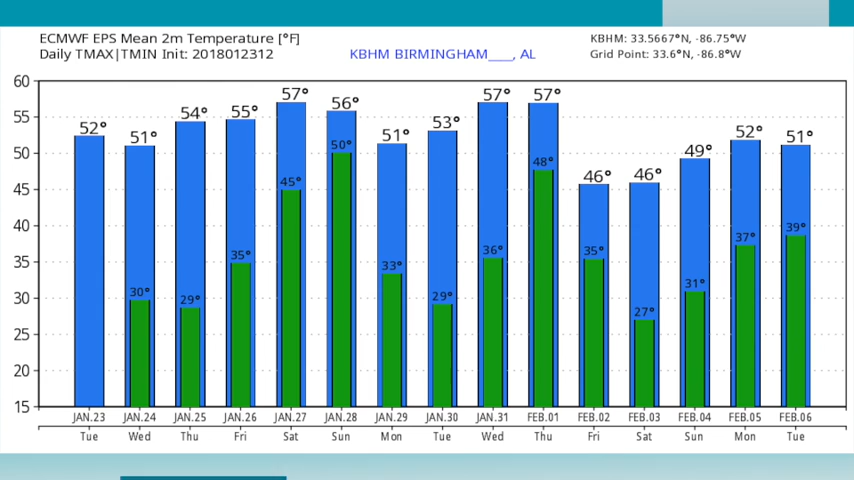 ECMWF EPS Mean 2m Temperature [°F]
Daily TMAX|TMIN Init: 2018012312
KBHM BIRMINGHAM___, AL
KBHM: 33.5667°N, -86.75°W
Grid Point: 33.6°N, -86.8°W
60
55
50
45
40
35
30
25
20
15
52° 51° 54° 55° 57° 56° 51° 53° 57° 57° 46° 46° 49° 52° 51°
30° 29° 35° 45° 50° 33° 29° 36° 48° 35° 27° 31° 37° 39°
JAN.23 JAN.24 JAN.25 JAN.26 JAN.27 JAN.28 JAN.29 JAN.30 JAN.31 FEB.01 FEB.02 FEB.03 FEB.04 FEB.05 FEB.06
Tue Wed Thu Fri Sat Sun Mon Tue Wed Thu Fri Sat Sun Mon Tue